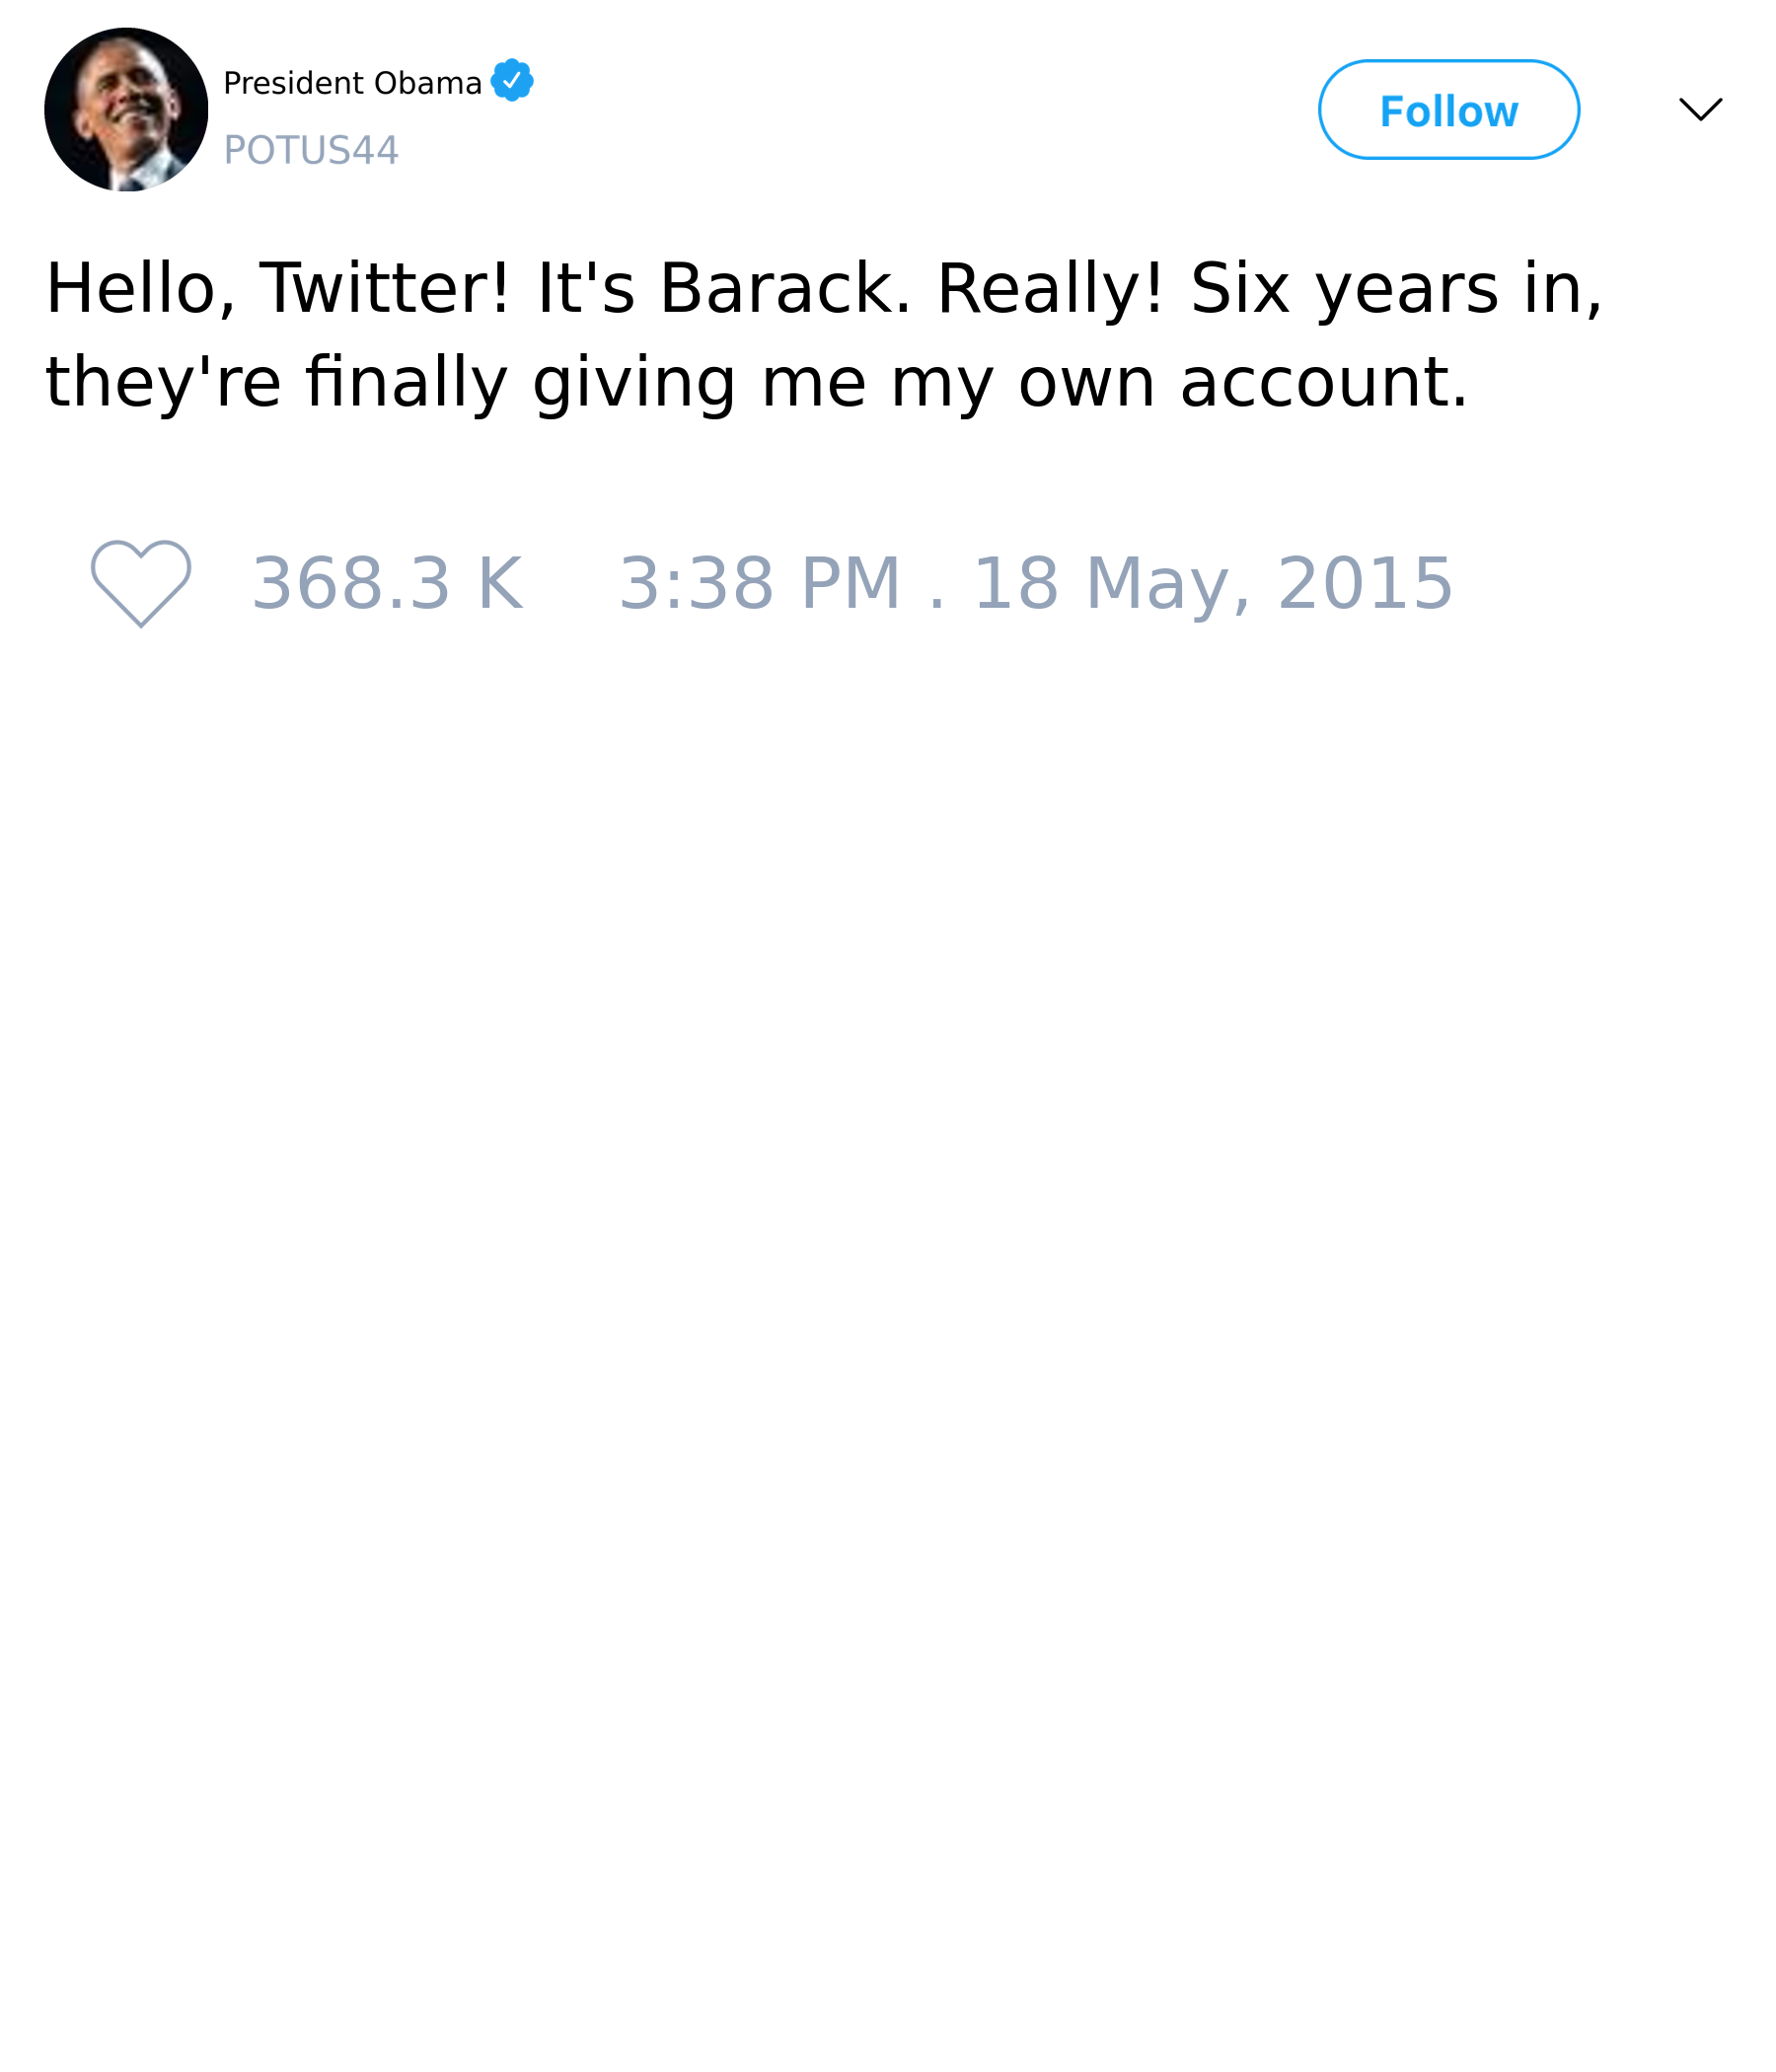 President Obama
POTUS44
Follow
Hello, Twitter! It's Barack. Really! Six years in,
they're finally giving me my own account.
368.3 K 3:38 PM . 18 May, 2015